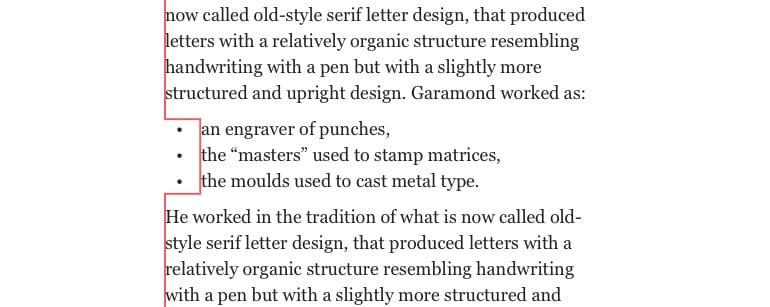 now called old-style serif letter design, that produced
letters with a relatively organic structure resembling
handwriting with a pen but with a slightly more
structured and upright design. Garamond worked as:
• an engraver of punches,
• the “masters” used to stamp matrices,
• the moulds used to cast metal type.
He worked in the tradition of what is now called old-
style serif letter design, that produced letters with a
relatively organic structure resembling handwriting
with a pen but with a slightly more structured and